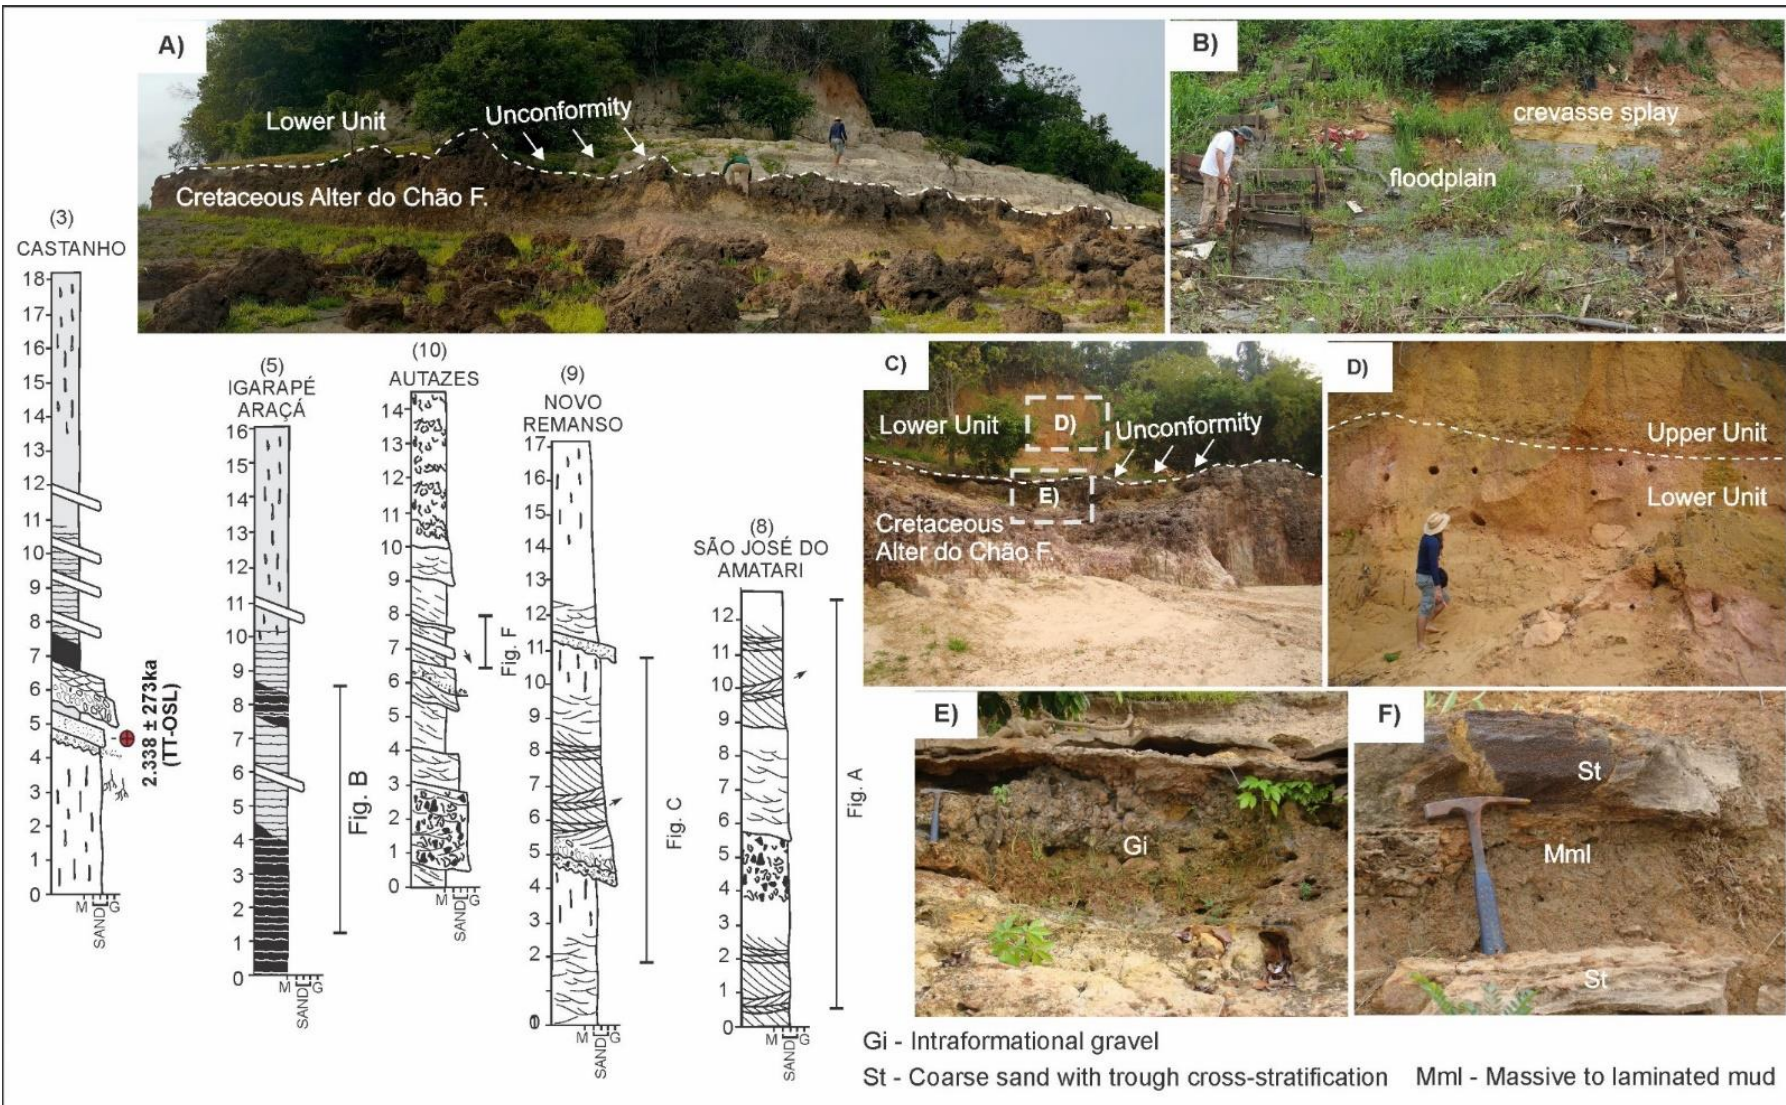 A)
Lower Unit
Unconformity
Cretaceous Alter do Chão F.
B)
crevasse splay
floodplain
(3)
CASTANHO
18
17
16
15
14
13
12
11
10
9
8
7
6
5
4
3
2
1
0
M
SAND
G
2.338 ± 273ka
(TT-OSL)
(5)
IGARAPÉ
ARAÇÁ
16
15
14
13
12
11
10
9
8
7
6
5
4
3
2
1
0
M
SAND
G
Fig. B
(10)
AUTAZES
14
13
12
11
10
9
8
7
6
5
4
3
2
1
0
M
SAND
G
Fig. F
(9)
NOVO
REMANSO
17
16
15
14
13
12
11
10
9
8
7
6
5
4
3
2
1
0
M
SAND
G
Fig. C
(8)
SÃO JOSÉ DO
AMATARI
12
11
10
9
8
7
6
5
4
3
2
1
0
M
SAND
G
Fig. A
C)
Lower Unit
D)
Unconformity
E)
Cretaceous
Alter do Chão F.
D)
Upper Unit
Lower Unit
E)
Gi
F)
St
Mml
St
Gi - Intraformational gravel
St - Coarse sand with trough cross-stratification Mml - Massive to laminated mud